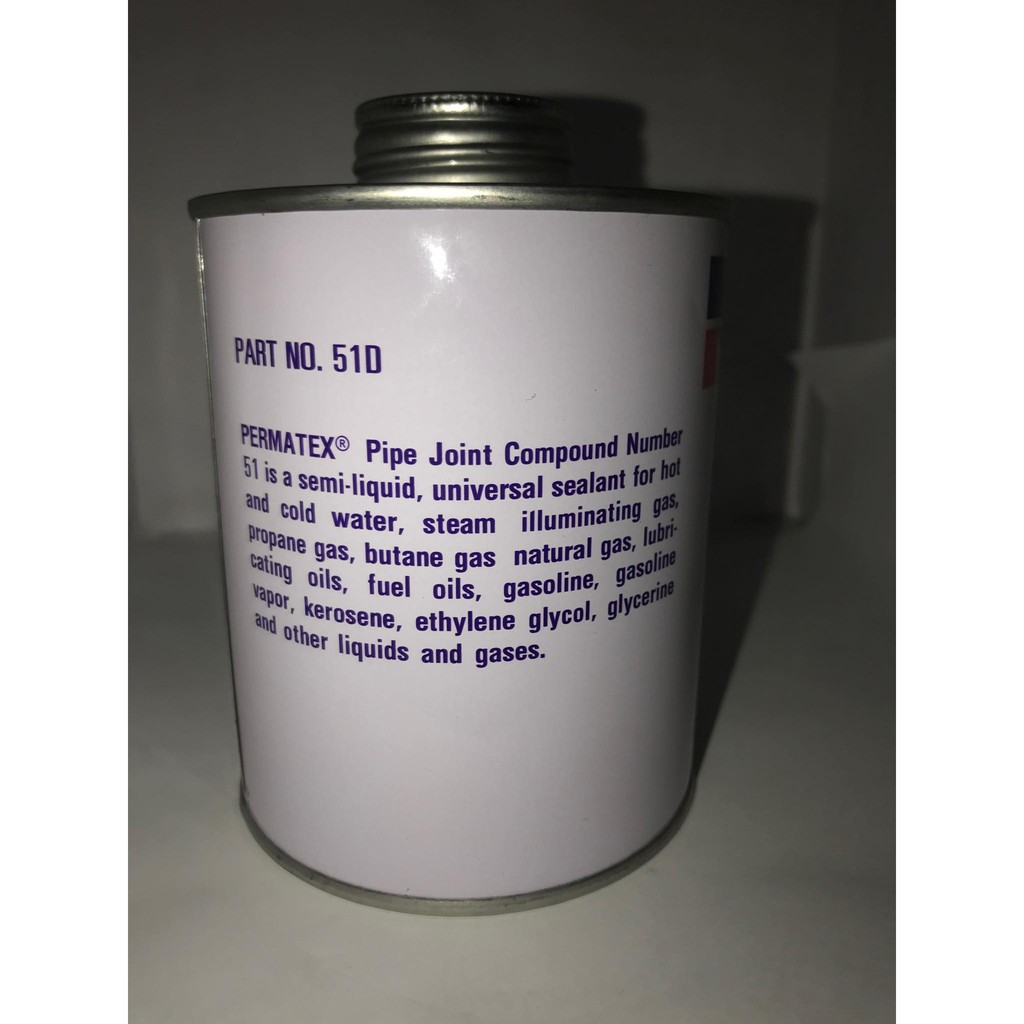 PART NO. 51D
PERMATEX® Pipe Joint Compound Number
51 is a semi-liquid, universal sealant for hot
and cold water, steam illuminating gas,
propane gas, butane gas natural gas, lubri-
cating oils, fuel oils, gasoline, gasoline
vapor, kerosene, ethylene glycol, glycerine
and other liquids and gases.